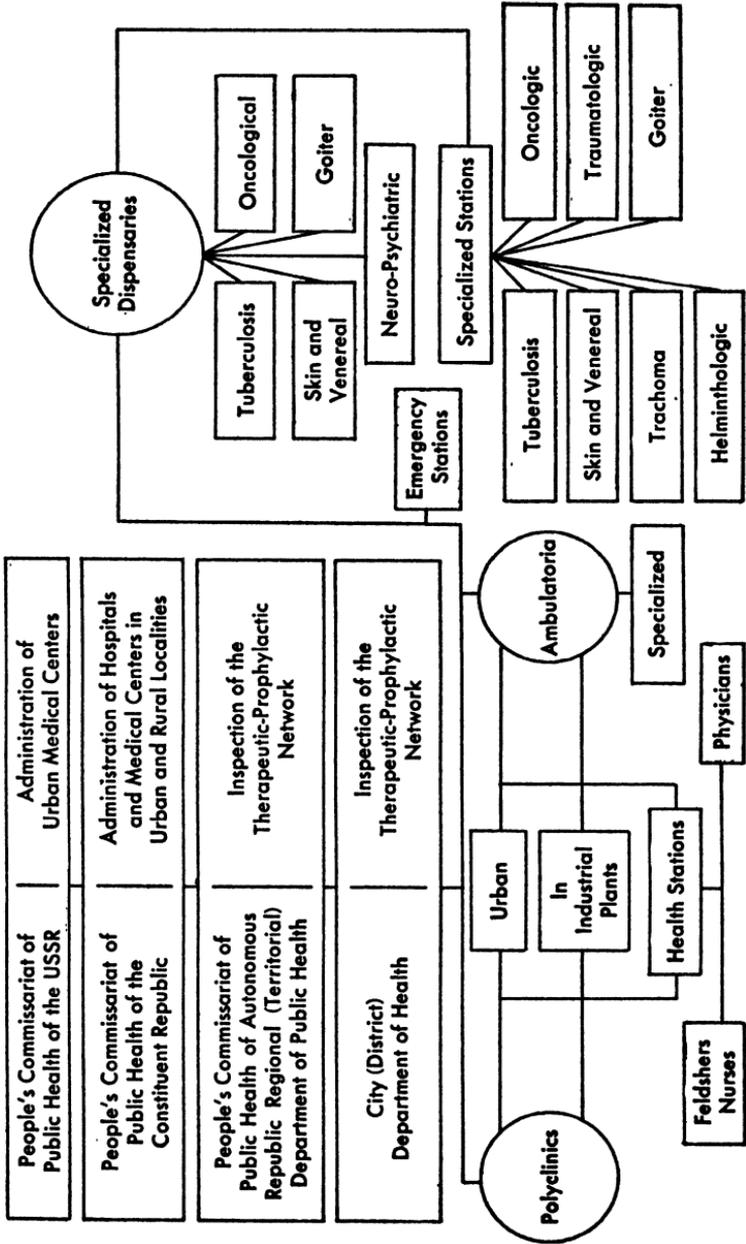 People's Commissariat of
Public Health of the USSR
Administration of
Urban Medical Centers
People's Commissariat of
Public Health of the
Constituent Republic
Administration of Hospitals
and Medical Centers in
Urban and Rural Localities
People's Commissariat of
Public Health of Autonomous
Republic Regional (Territorial)
Department of Public Health
Inspection of the
Therapeutic-Prophylactic
Network
City (District)
Department of Health
Inspection of the
Therapeutic-Prophylactic
Network
Specialized
Dispensaries
Tuberculosis
Oncological
Skin and
Venereal
Goiter
Neuro-Psychiatric
Emergency
Stations
Specialized Stations
Tuberculosis
Oncologic
Skin and Venereal
Traumatologic
Trachoma
Goiter
Helminthologic
Polyclinics
Urban
In
Industrial
Plants
Ambulatoria
Specialized
Health Stations
Feldshers
Nurses
Physicians